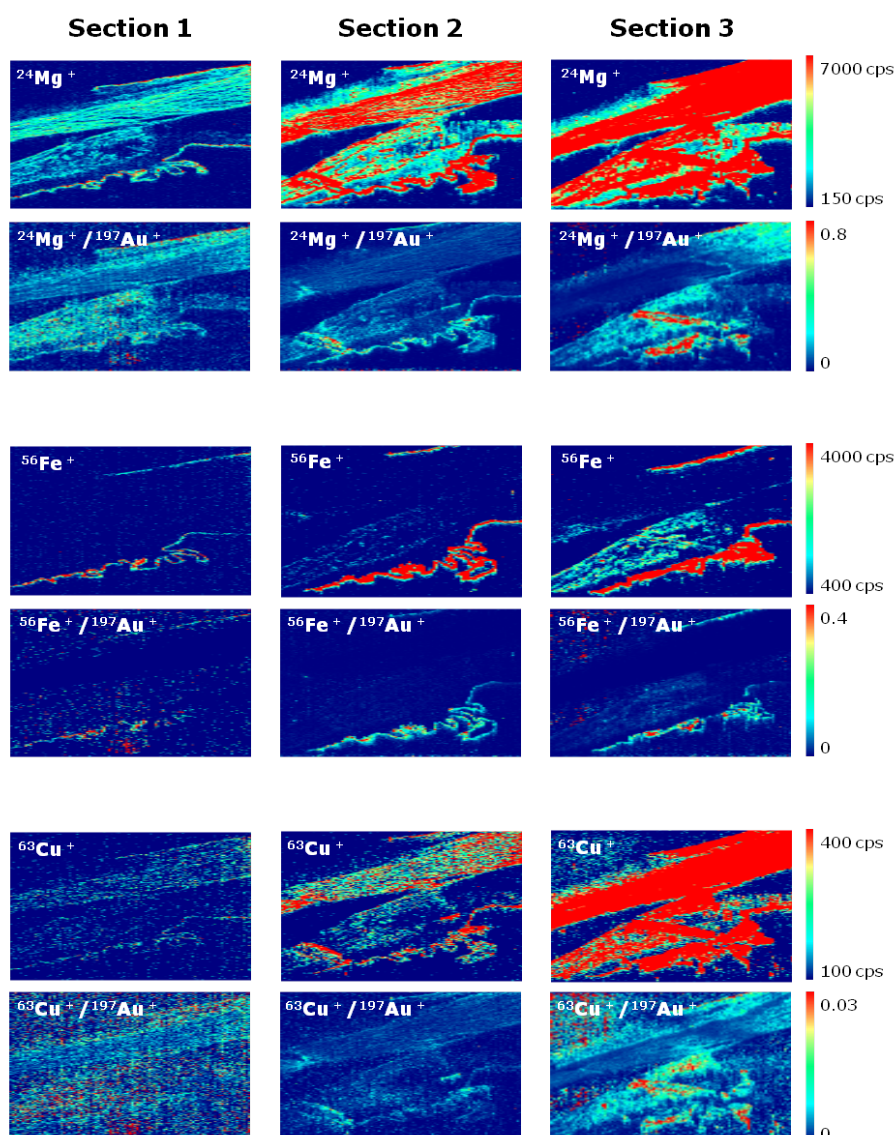 Section 1 Section 2 Section 3
²⁴Mg⁺ ²⁴Mg⁺ ²⁴Mg⁺ 7000 cps
150 cps
²⁴Mg⁺/¹⁹⁷Au⁺ ²⁴Mg⁺/¹⁹⁷Au⁺ ²⁴Mg⁺/¹⁹⁷Au⁺ 0.8
0
⁵⁶Fe⁺ ⁵⁶Fe⁺ ⁵⁶Fe⁺ 4000 cps
400 cps
⁵⁶Fe⁺/¹⁹⁷Au⁺ ⁵⁶Fe⁺/¹⁹⁷Au⁺ ⁵⁶Fe⁺/¹⁹⁷Au⁺ 0.4
0
⁶³Cu⁺ ⁶³Cu⁺ ⁶³Cu⁺ 400 cps
100 cps
⁶³Cu⁺/¹⁹⁷Au⁺ ⁶³Cu⁺/¹⁹⁷Au⁺ ⁶³Cu⁺/¹⁹⁷Au⁺ 0.03
0